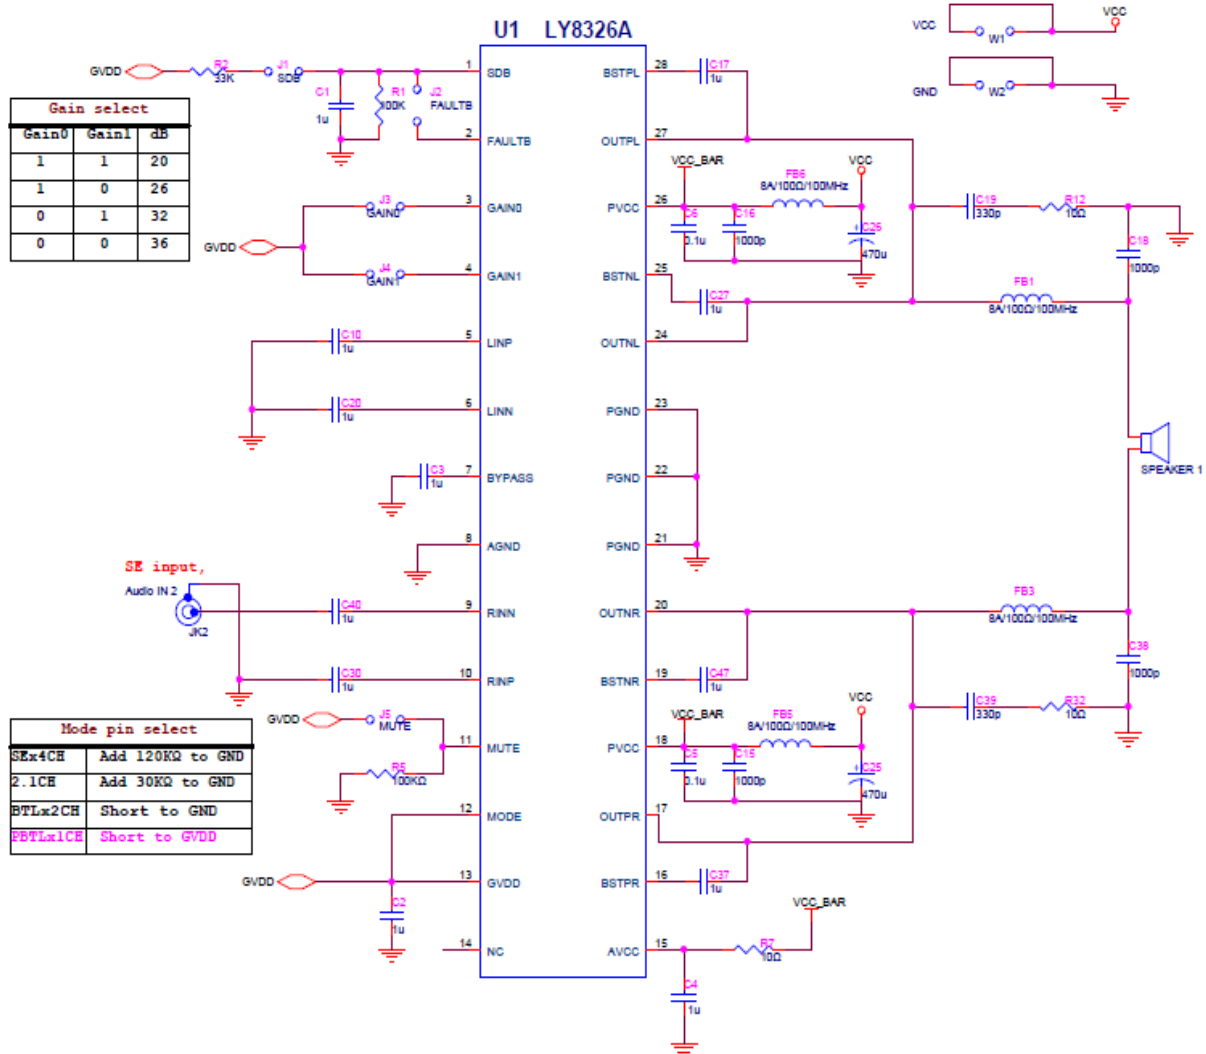 U1 LY8326A
VCC W1 VCC
GND W2
GVDD R2 33K J1 SDB 1 SDB
C1 1u R1 100K J2 FAULTB
2 FAULTB
Gain select
Gain0 Gain1 dB
1 1 20
1 0 26
0 1 32
0 0 36
J3 GAIN0 3 GAIN0
GVDD
J4 GAIN1 4 GAIN1
C10 1u 5 LINP
C20 1u 6 LINN
C3 1u 7 BYPASS
8 AGND
SE input,
Audio IN 2
JK2
C40 1u 9 RINN
C30 1u 10 RINP
GVDD J5 MUTE
11 MUTE
R5 100KΩ
Mode pin select
SEx4CH Add 120KΩ to GND
2.1CH Add 30KΩ to GND
BTLx2CH Short to GND
PBTLx1CH Short to GVDD
12 MODE
GVDD 13 GVDD
C2 1u
14 NC
BSTPL 28 C17 1u
OUTPL 27
VCC_BAR FB6 8A/100Ω/100MHz VCC
PVCC 26 C6 0.1u C16 1000p C26 470u
C19 330p R12 10Ω
C18 1000p
BSTNL 25 C27 1u
FB1 8A/100Ω/100MHz
OUTNL 24
PGND 23
SPEAKER 1
PGND 22
PGND 21
OUTNR 20 FB3 8A/100Ω/100MHz
C38 1000p
BSTNR 19 C47 1u
C39 330p R32 10Ω
VCC_BAR FB5 8A/100Ω/100MHz VCC
PVCC 18 C5 0.1u C15 1000p C25 470u
OUTPR 17
BSTPR 16 C37 1u
VCC_BAR
AVCC 15 R7 10Ω
C4 1u